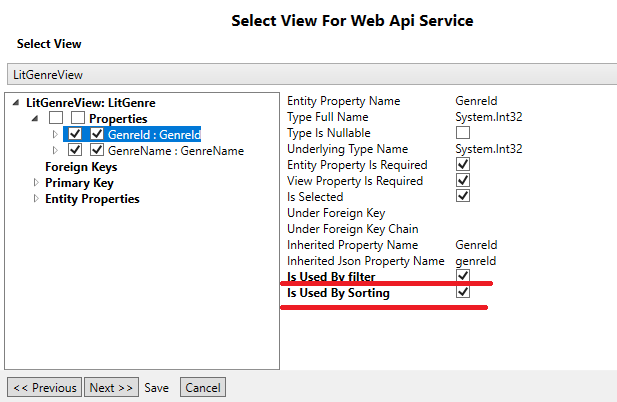 Select View For Web Api Service
Select View
LitGenreView
LitGenreView: LitGenre
Properties
GenreId : GenreId
GenreName : GenreName
Foreign Keys
Primary Key
Entity Properties
Entity Property Name GenreId
Type Full Name System.Int32
Type Is Nullable
Underlying Type Name System.Int32
Entity Property Is Required
View Property Is Required
Is Selected
Under Foreign Key
Under Foreign Key Chain
Inherited Property Name GenreId
Inherited Json Property Name genreId
Is Used By filter
Is Used By Sorting
<< Previous Next >> Save Cancel